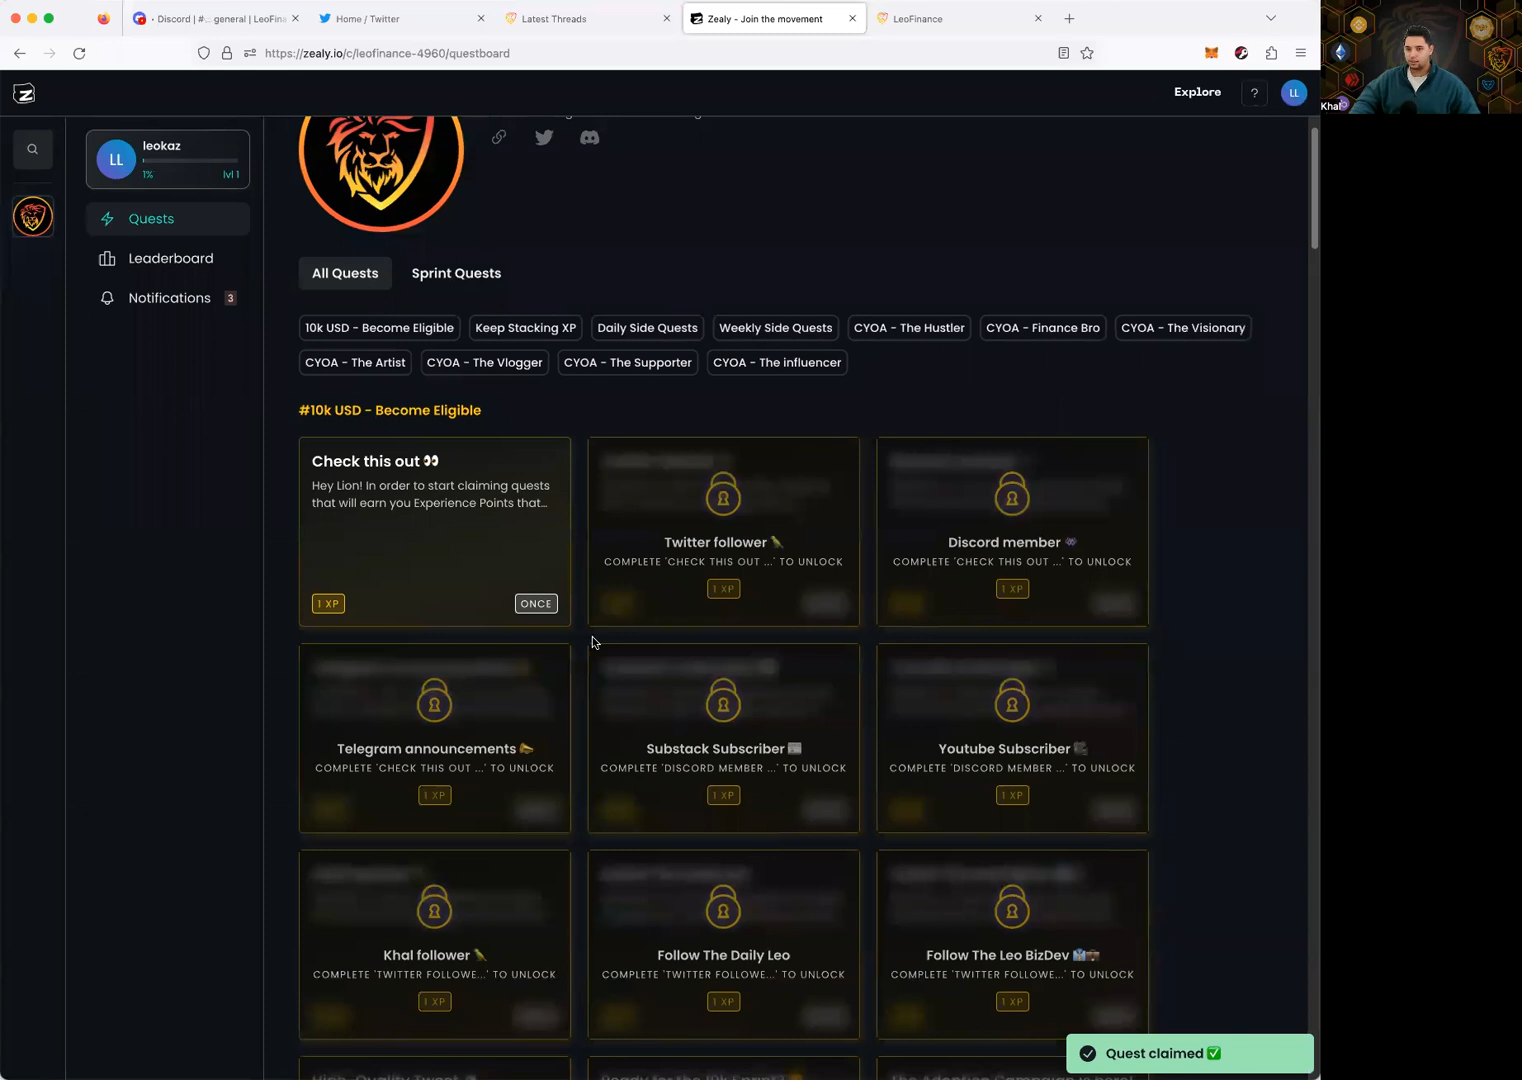 Discord | #... general | LeoFina
Home / Twitter
Latest Threads
Zealy - Join the movement
LeoFinance
https://zealy.io/c/leofinance-4960/questboard
Khal
Explore
?
LL
LL
leokaz
1%
lvl 1
Quests
Leaderboard
Notifications
3
All Quests
Sprint Quests
10k USD - Become Eligible
Keep Stacking XP
Daily Side Quests
Weekly Side Quests
CYOA - The Hustler
CYOA - Finance Bro
CYOA - The Visionary
CYOA - The Artist
CYOA - The Vlogger
CYOA - The Supporter
CYOA - The influencer
#10k USD - Become Eligible
Check this out 👀
Hey Lion! In order to start claiming quests
that will earn you Experience Points that...
1 XP
ONCE
Twitter follower
COMPLETE 'CHECK THIS OUT ...' TO UNLOCK
1 XP
Discord member 👾
COMPLETE 'CHECK THIS OUT ...' TO UNLOCK
1 XP
Telegram announcements
COMPLETE 'CHECK THIS OUT ...' TO UNLOCK
1 XP
Substack Subscriber 📰
COMPLETE 'DISCORD MEMBER ...' TO UNLOCK
1 XP
Youtube Subscriber
COMPLETE 'DISCORD MEMBER ...' TO UNLOCK
1 XP
Khal follower
COMPLETE 'TWITTER FOLLOWE...' TO UNLOCK
1 XP
Follow The Daily Leo
COMPLETE 'TWITTER FOLLOWE...' TO UNLOCK
1 XP
Follow The Leo BizDev 👔💼
COMPLETE 'TWITTER FOLLOWE...' TO UNLOCK
1 XP
Quest claimed ✅